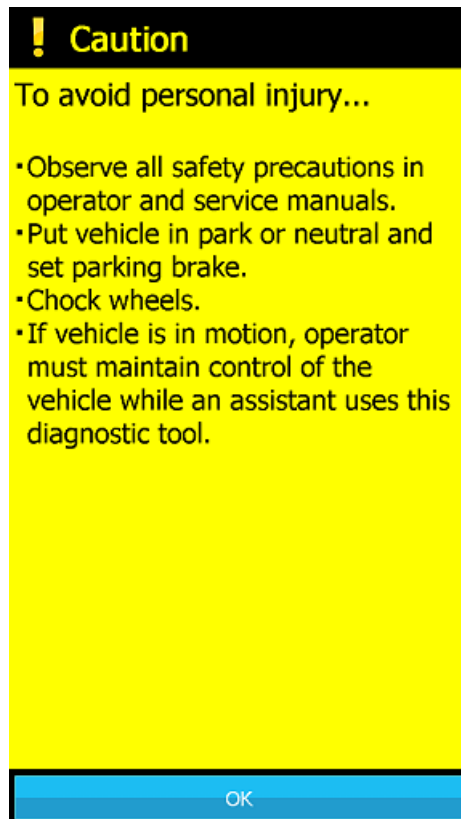 ! Caution
To avoid personal injury...
·Observe all safety precautions in
operator and service manuals.
·Put vehicle in park or neutral and
set parking brake.
·Chock wheels.
·If vehicle is in motion, operator
must maintain control of the
vehicle while an assistant uses this
diagnostic tool.
OK